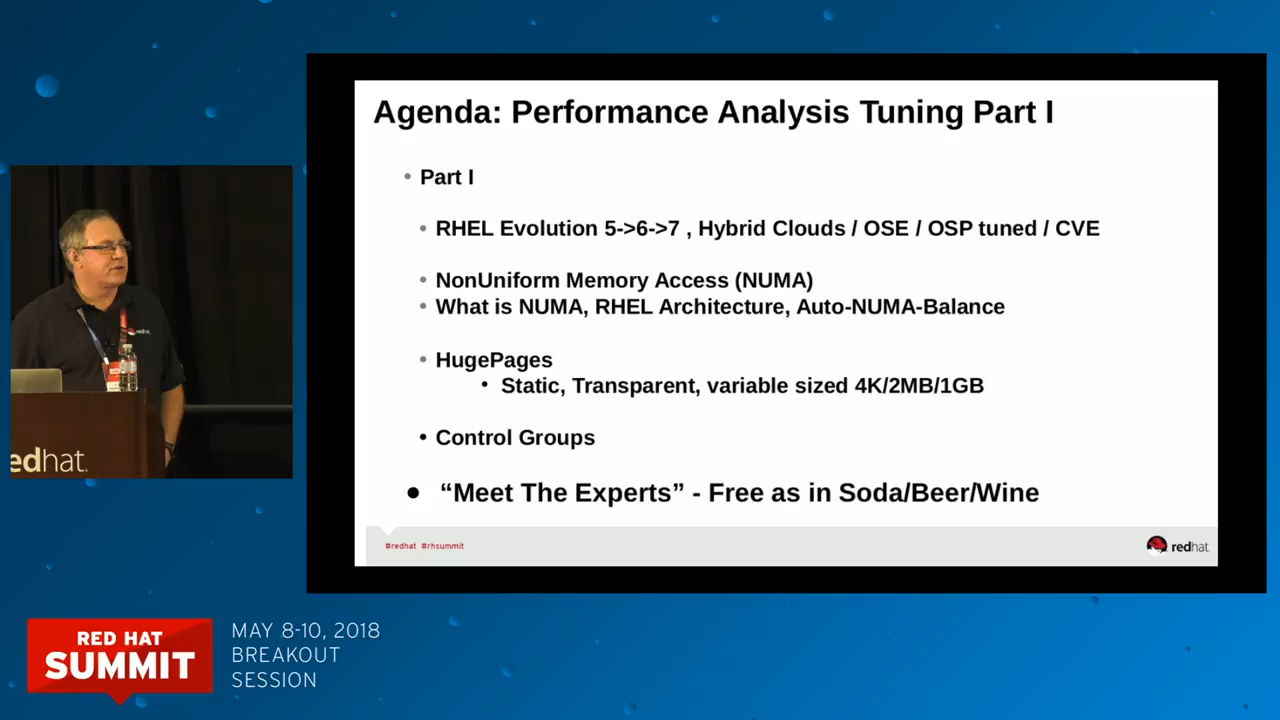 Agenda: Performance Analysis Tuning Part I
Part I
RHEL Evolution 5->6->7 , Hybrid Clouds / OSE / OSP tuned / CVE
NonUniform Memory Access (NUMA)
What is NUMA, RHEL Architecture, Auto-NUMA-Balance
HugePages
Static, Transparent, variable sized 4K/2MB/1GB
Control Groups
“Meet The Experts” - Free as in Soda/Beer/Wine
#redhat #rhsummit
redhat.
redhat
edhat.
RED HAT
SUMMIT
MAY 8-10, 2018
BREAKOUT
SESSION